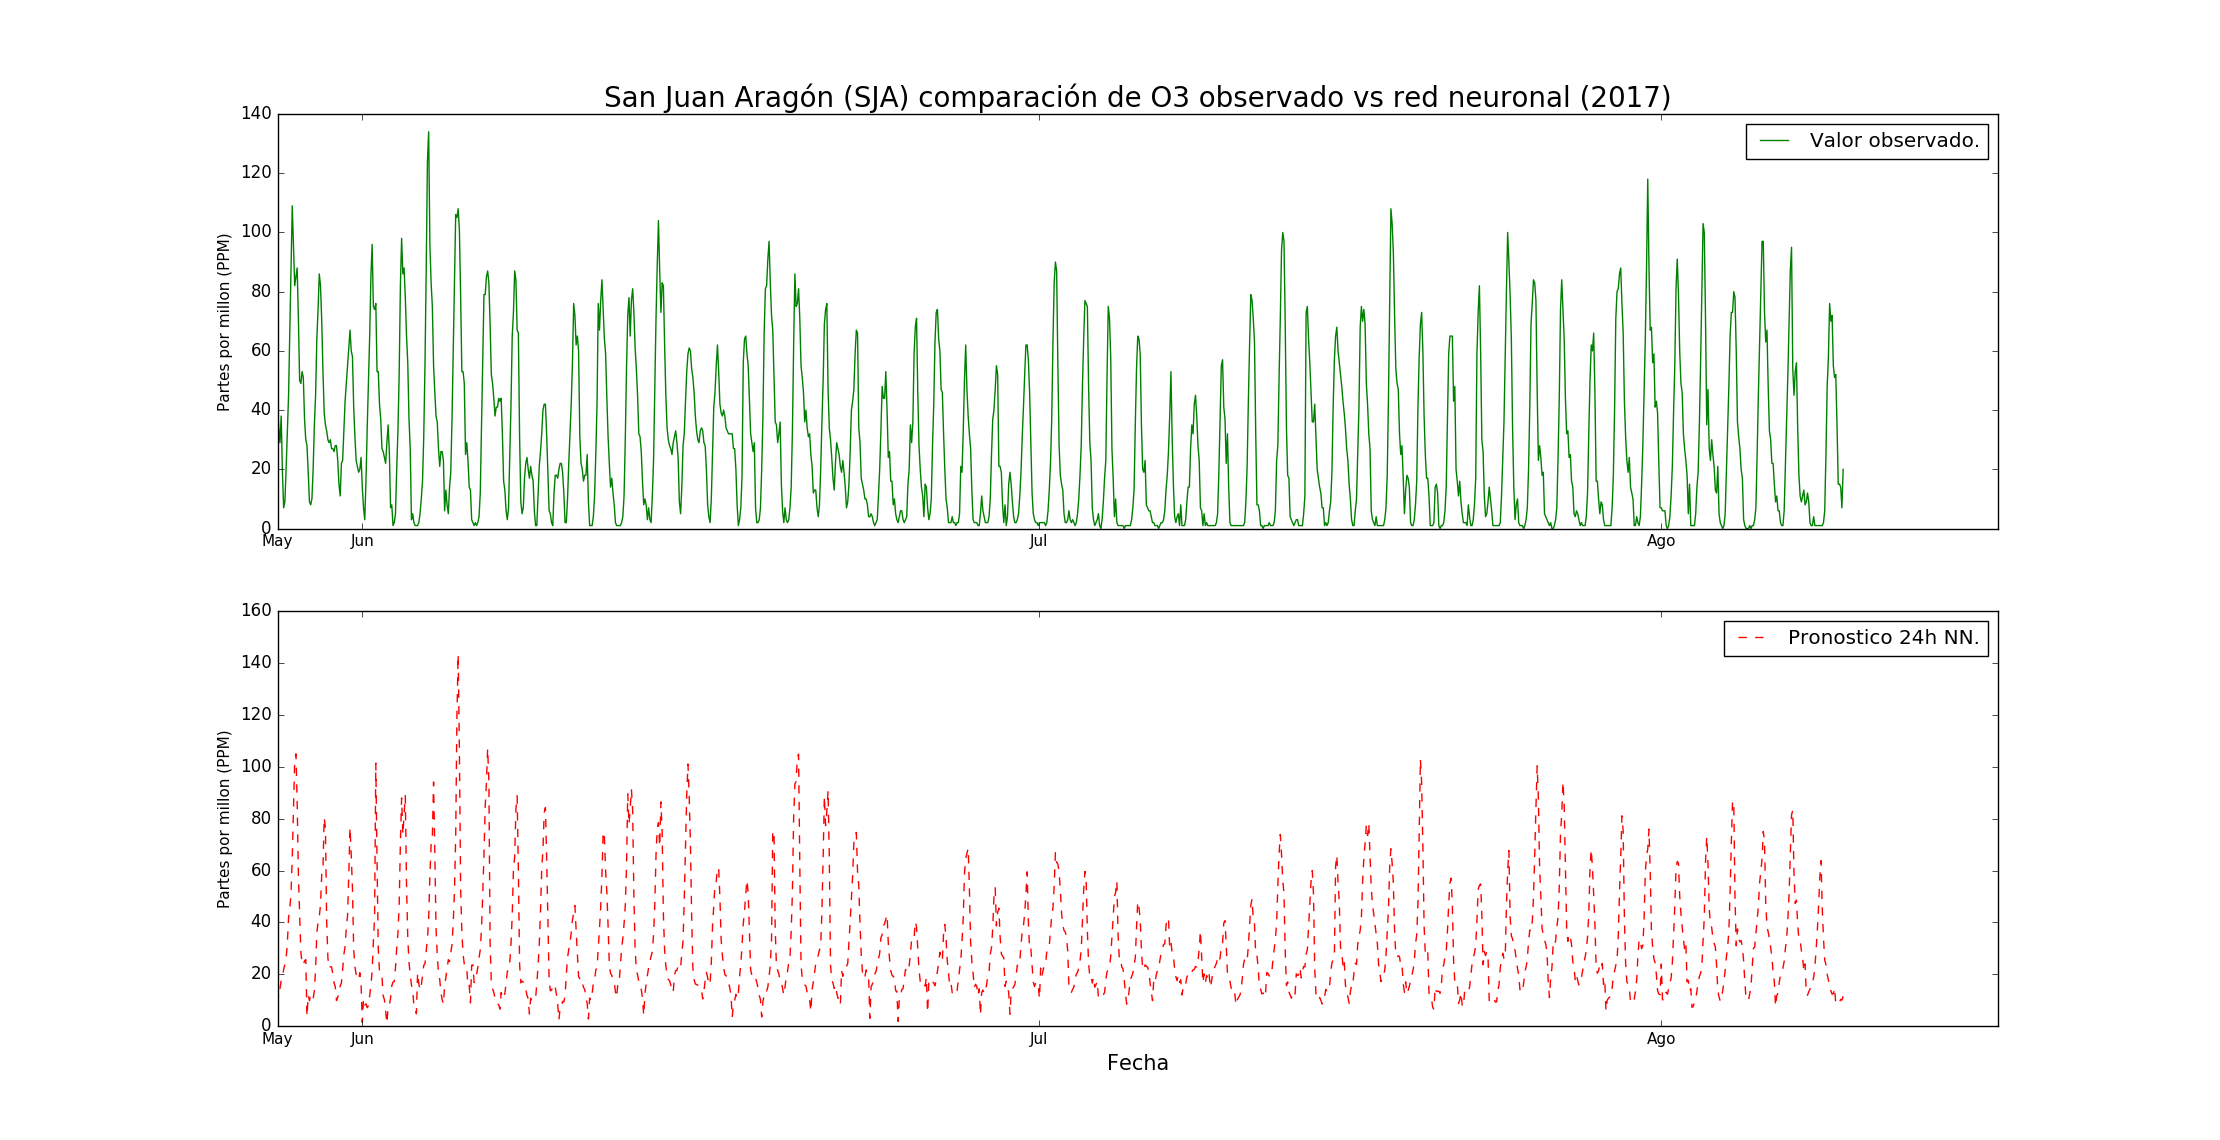 San Juan Aragón (SJA) comparación de O3 observado vs red neuronal (2017)
140
120
100
80
60
40
20
0
Partes por millon (PPM)
Valor observado.
May Jun Jul Ago
160
140
120
100
80
60
40
20
0
Partes por millon (PPM)
Pronostico 24h NN.
May Jun Jul Ago
Fecha